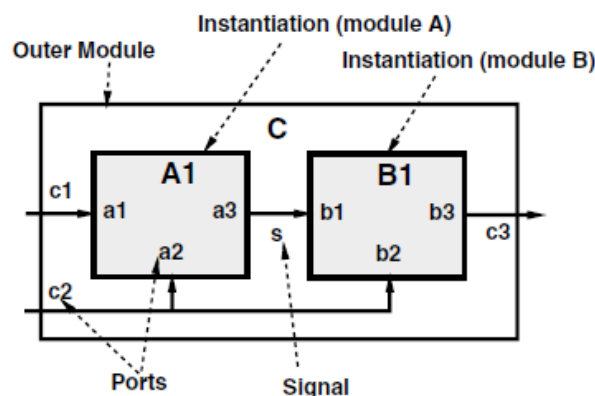 Instantiation (module A)
Outer Module
Instantiation (module B)
C
A1
B1
c1
a1
a3
b1
b3
s
c3
a2
b2
c2
Ports
Signal